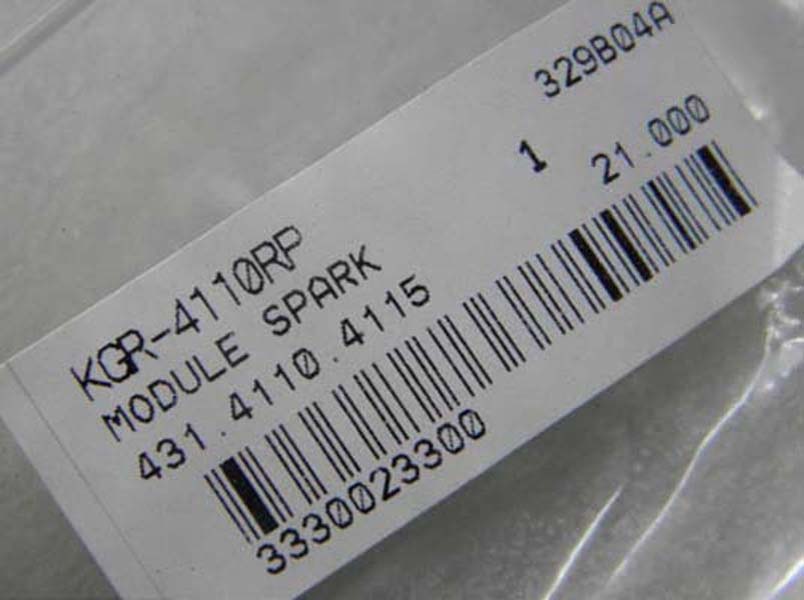 329B04A
1 21.000
KGR-4110RP
MODULE SPARK
431.4110.4115
3330023300